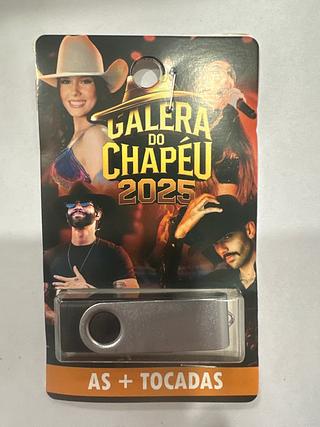 GALERA
DO
CHAPÉU
2025
AS + TOCADAS